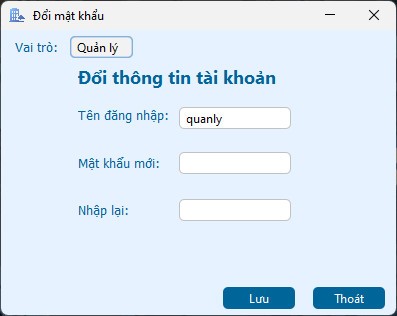 Đổi mật khẩu
Vai trò: Quản lý
Đổi thông tin tài khoản
Tên đăng nhập: quanly
Mật khẩu mới:
Nhập lại:
Lưu Thoát